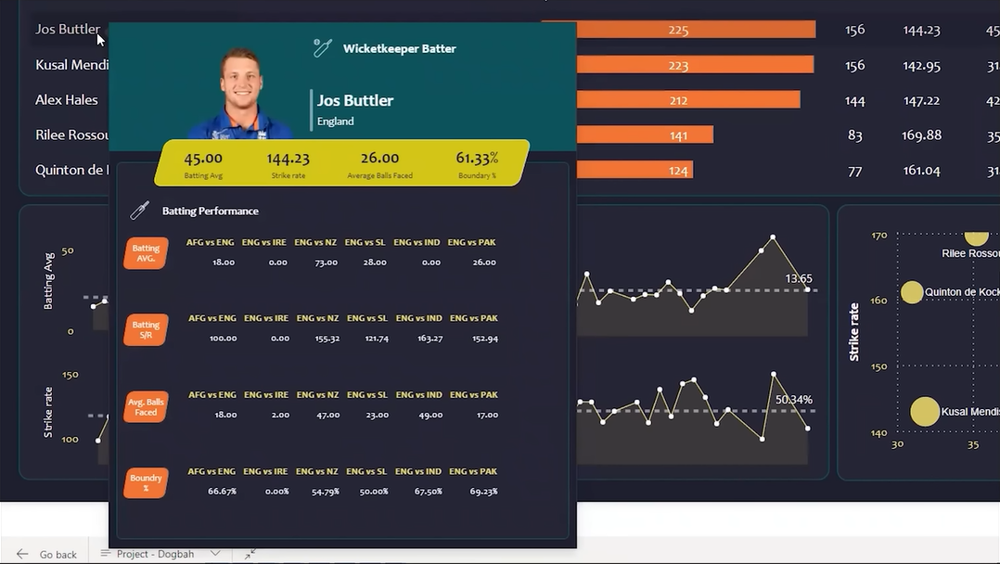 Jos Buttler
225
156
144.23
45
Kusal Mendi
223
156
142.95
31
Alex Hales
212
144
147.22
42
Rilee Rossou
141
83
169.88
35
Quinton de
124
77
161.04
31
Wicketkeeper Batter
Jos Buttler
England
45.00
144.23
26.00
61.33%
Batting Avg
Strike rate
Average Balls Faced
Boundary %
Batting Performance
Batting
AVG.
AFG vs ENG ENG vs IRE ENG vs NZ ENG vs SL ENG vs IND ENG vs PAK
18.00 0.00 73.00 28.00 0.00 26.00
Batting
S/R
AFG vs ENG ENG vs IRE ENG vs NZ ENG vs SL ENG vs IND ENG vs PAK
100.00 0.00 155.32 121.74 163.27 152.94
Avg. Balls
Faced
AFG vs ENG ENG vs IRE ENG vs NZ ENG vs SL ENG vs IND ENG vs PAK
18.00 2.00 47.00 23.00 49.00 17.00
Boundry
%
AFG vs ENG ENG vs IRE ENG vs NZ ENG vs SL ENG vs IND ENG vs PAK
66.67% 0.00% 54.79% 50.00% 67.50% 69.23%
Batting Avg
50
0
Strike rate
150
100
13.65
50.34%
Strike rate
170
160
150
140
30
35
Rilee Rossou
Quinton de Kock
Kusal Mendis
Go back
Project - Dogbah